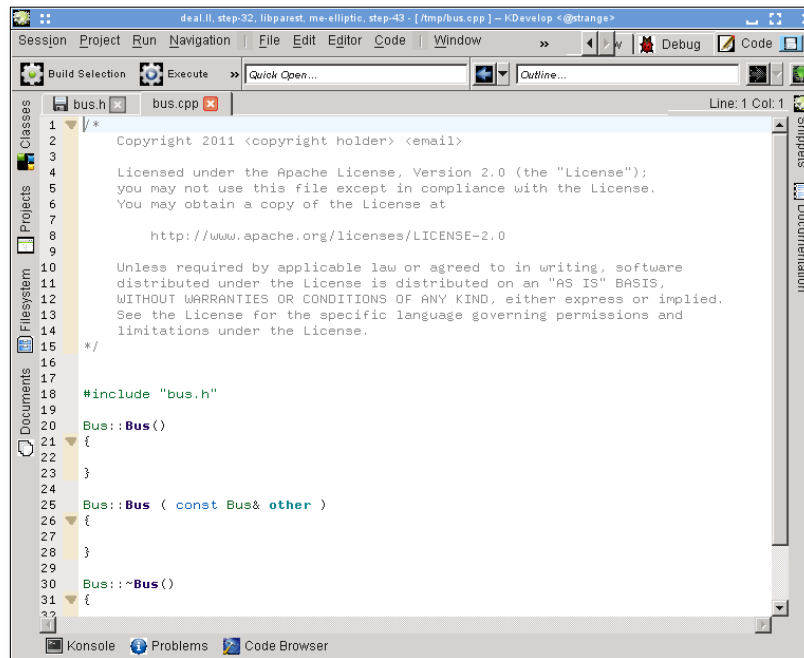 deal.II, step-32, libparest, me-elliptic, step-43 - [ /tmp/bus.cpp ] – KDevelop <@strange>
Session Project Run Navigation File Edit Editor Code Window » Debug Code
Build Selection Execute » Quick Open... Outline...
bus.h bus.cpp Line: 1 Col: 1
Classes
Projects
Filesystem
Documents
Snippets
Documentation
1 /*
2 Copyright 2011 <copyright holder> <email>
3
4 Licensed under the Apache License, Version 2.0 (the "License");
5 you may not use this file except in compliance with the License.
6 You may obtain a copy of the License at
7
8 http://www.apache.org/licenses/LICENSE-2.0
9
10 Unless required by applicable law or agreed to in writing, software
11 distributed under the License is distributed on an "AS IS" BASIS,
12 WITHOUT WARRANTIES OR CONDITIONS OF ANY KIND, either express or implied.
13 See the License for the specific language governing permissions and
14 limitations under the License.
15 */
16
17
18 #include "bus.h"
19
20 Bus::Bus()
21 {
22
23 }
24
25 Bus::Bus ( const Bus& other )
26 {
27
28 }
29
30 Bus::~Bus()
31 {
32
Konsole Problems Code Browser